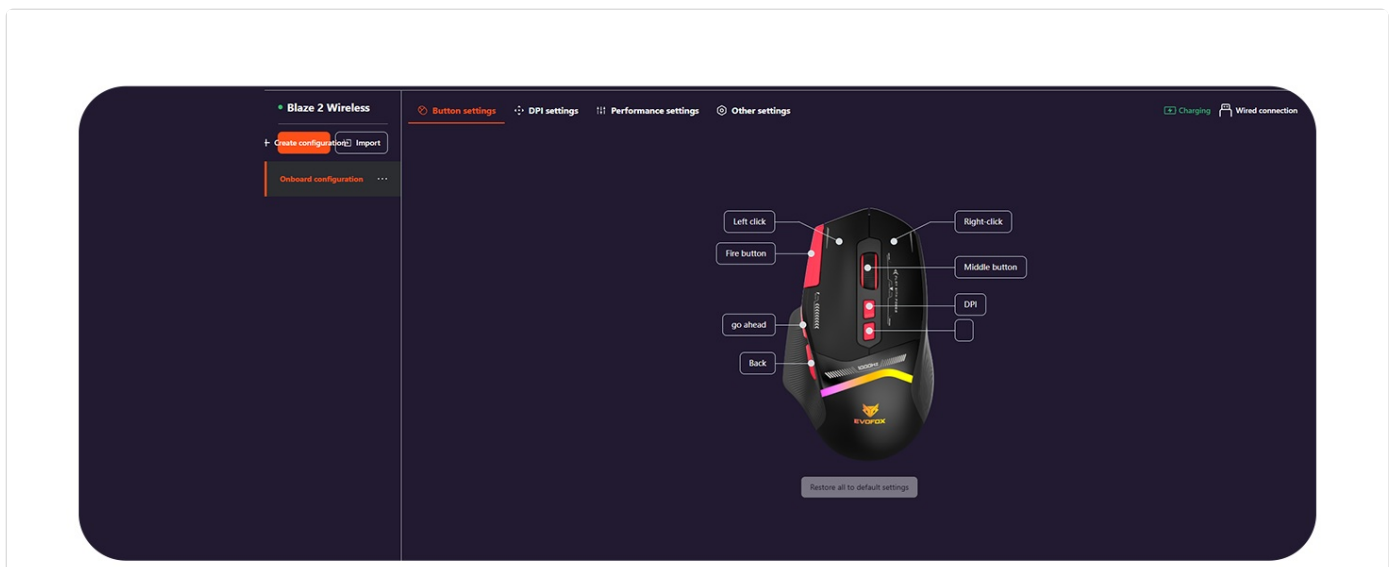 Blaze 2 Wireless
Button settings
DPI settings
Performance settings
Other settings
Charging
Wired connection
+ Create configuration
Import
Onboard configuration ...
Left click
Right-click
Fire button
Middle button
DPI
go ahead
Back
1000Hz
EVOFOX
Restore all to default settings